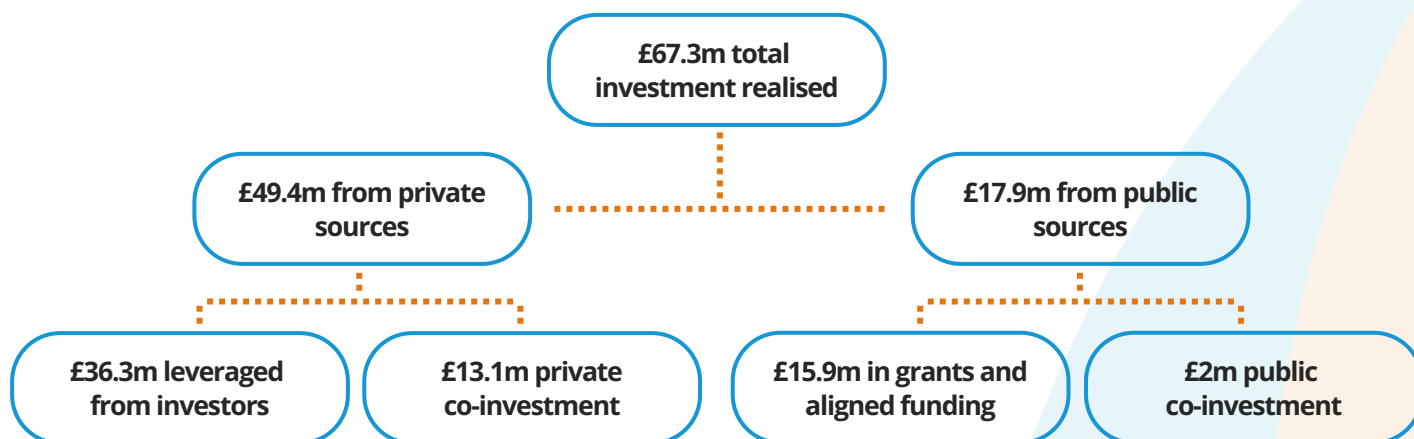 £67.3m total
investment realised
£49.4m from private
sources
£17.9m from public
sources
£36.3m leveraged
from investors
£13.1m private
co-investment
£15.9m in grants and
aligned funding
£2m public
co-investment